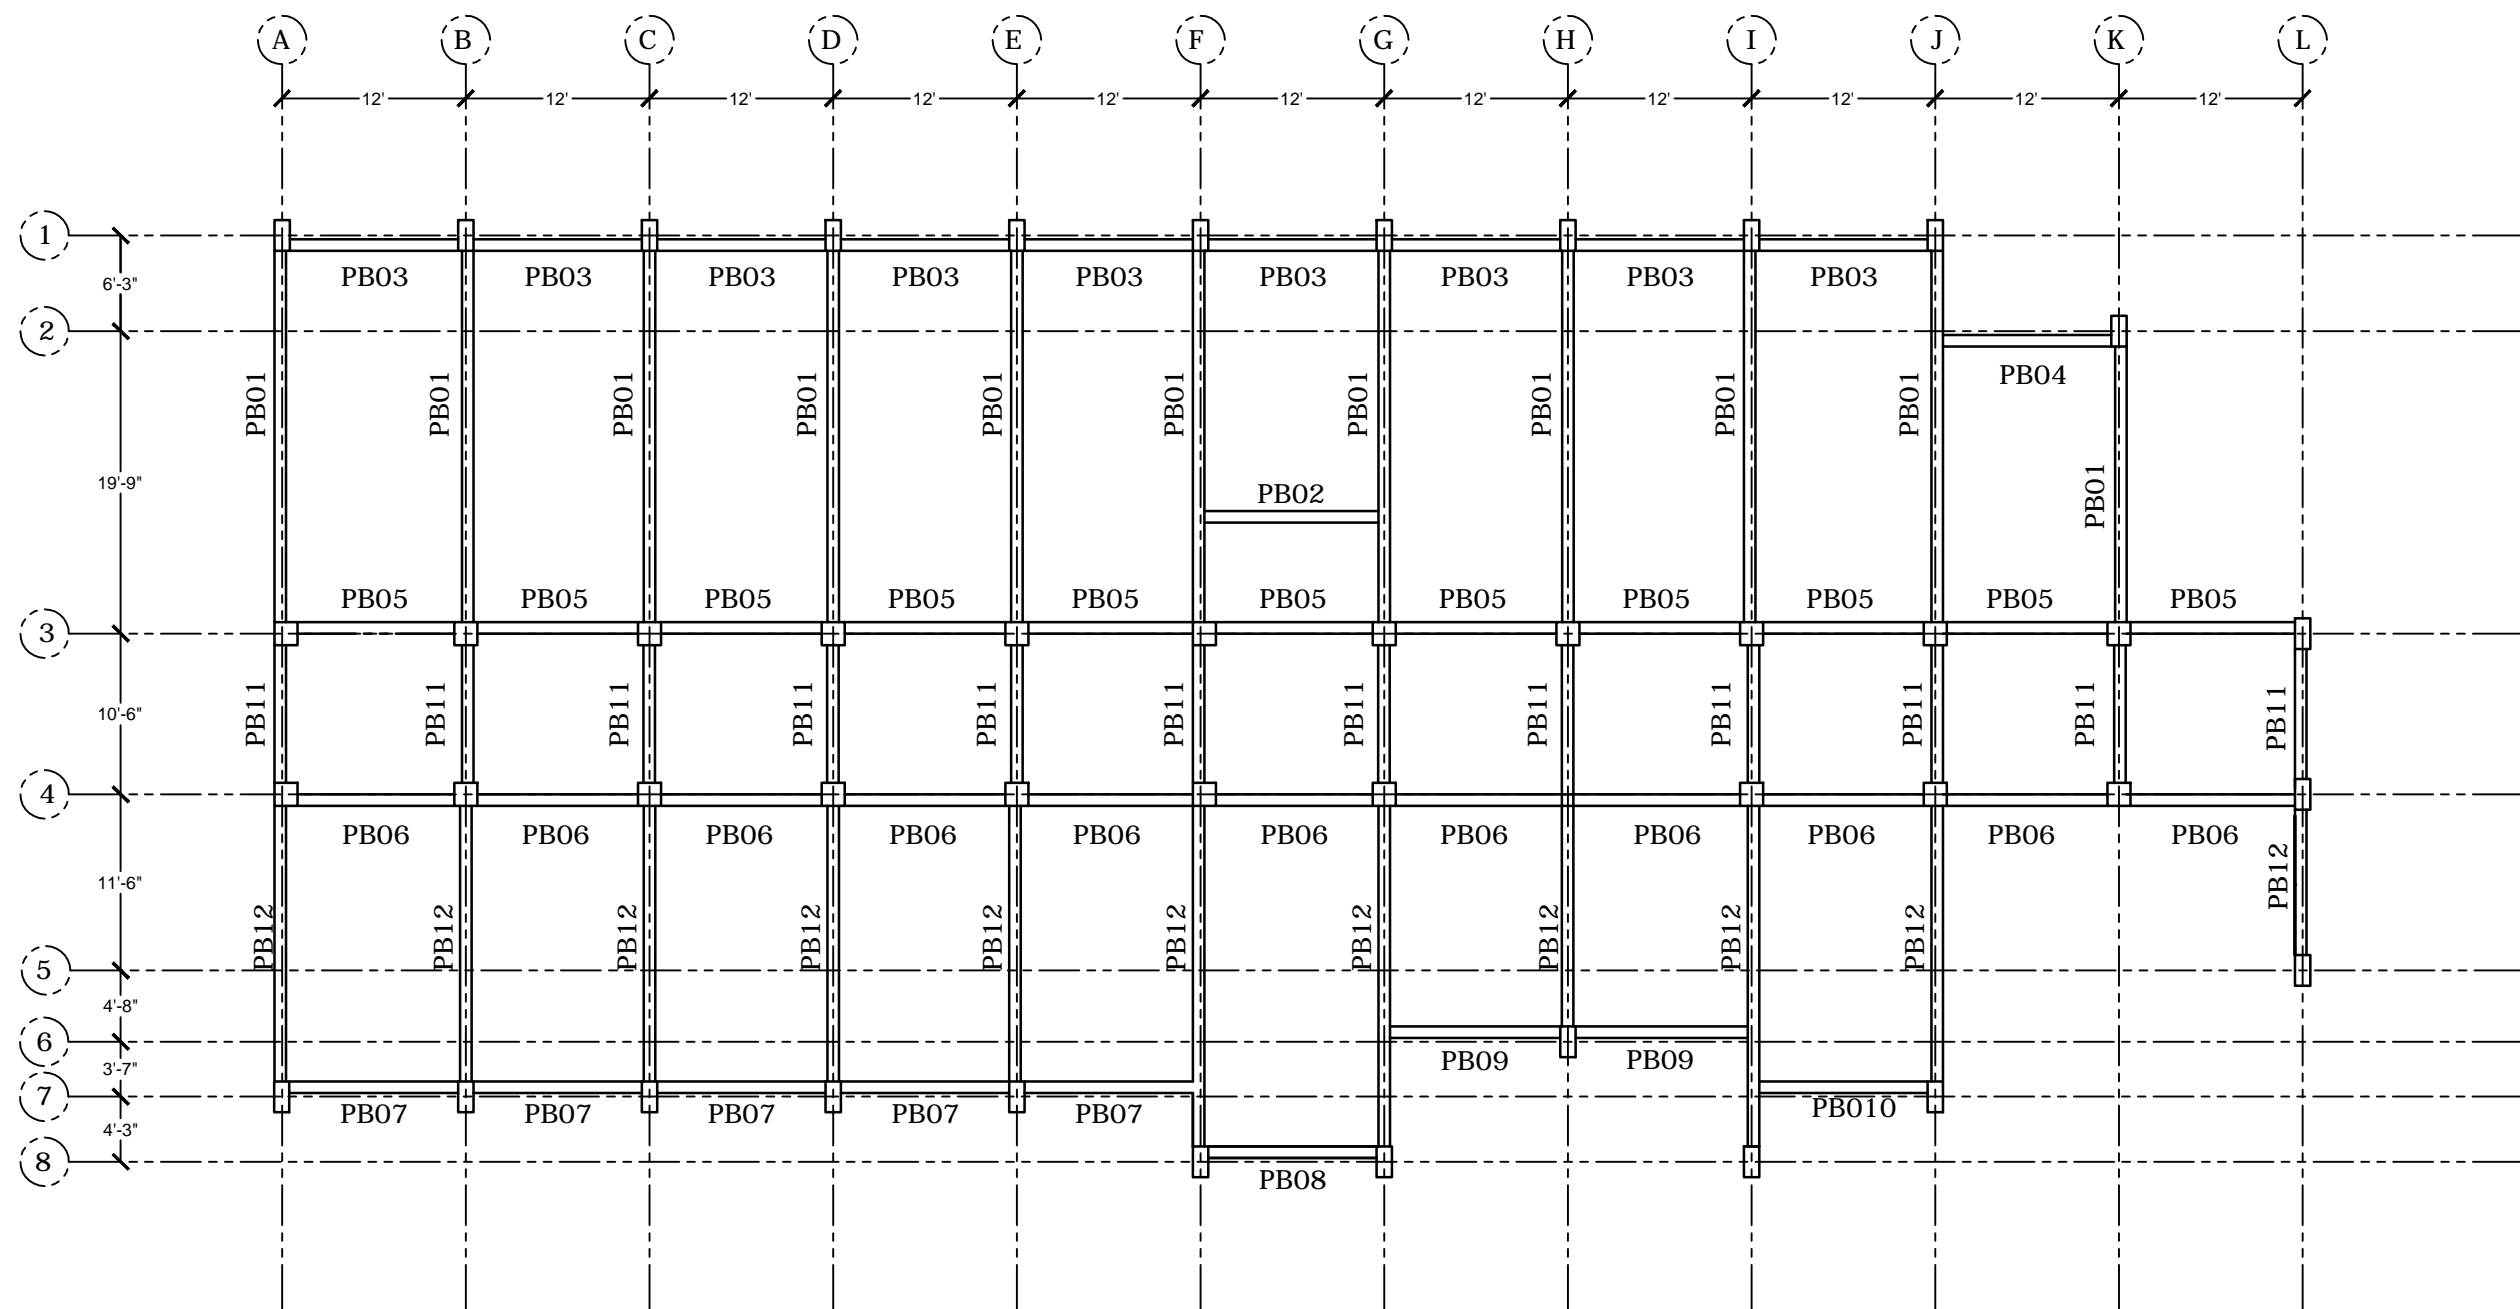 A B C D E F G H I J K L
12' 12' 12' 12' 12' 12' 12' 12' 12' 12' 12'
1
6'-3"
PB03 PB03 PB03 PB03 PB03 PB03 PB03 PB03 PB03
2
PB04
PB01 PB01 PB01 PB01 PB01 PB01 PB01 PB01 PB01 PB01 PB01
19'-9"
PB02
PB05 PB05 PB05 PB05 PB05 PB05 PB05 PB05 PB05 PB05 PB05
3
10'-6"
PB11 PB11 PB11 PB11 PB11 PB11 PB11 PB11 PB11 PB11 PB11 PB11
4
PB06 PB06 PB06 PB06 PB06 PB06 PB06 PB06 PB06 PB06 PB06
11'-6"
PB12 PB12 PB12 PB12 PB12 PB12 PB12 PB12 PB12 PB12 PB12
5
4'-8"
6
PB09 PB09
3'-7"
7
PB07 PB07 PB07 PB07 PB07 PB010
4'-3"
8
PB08